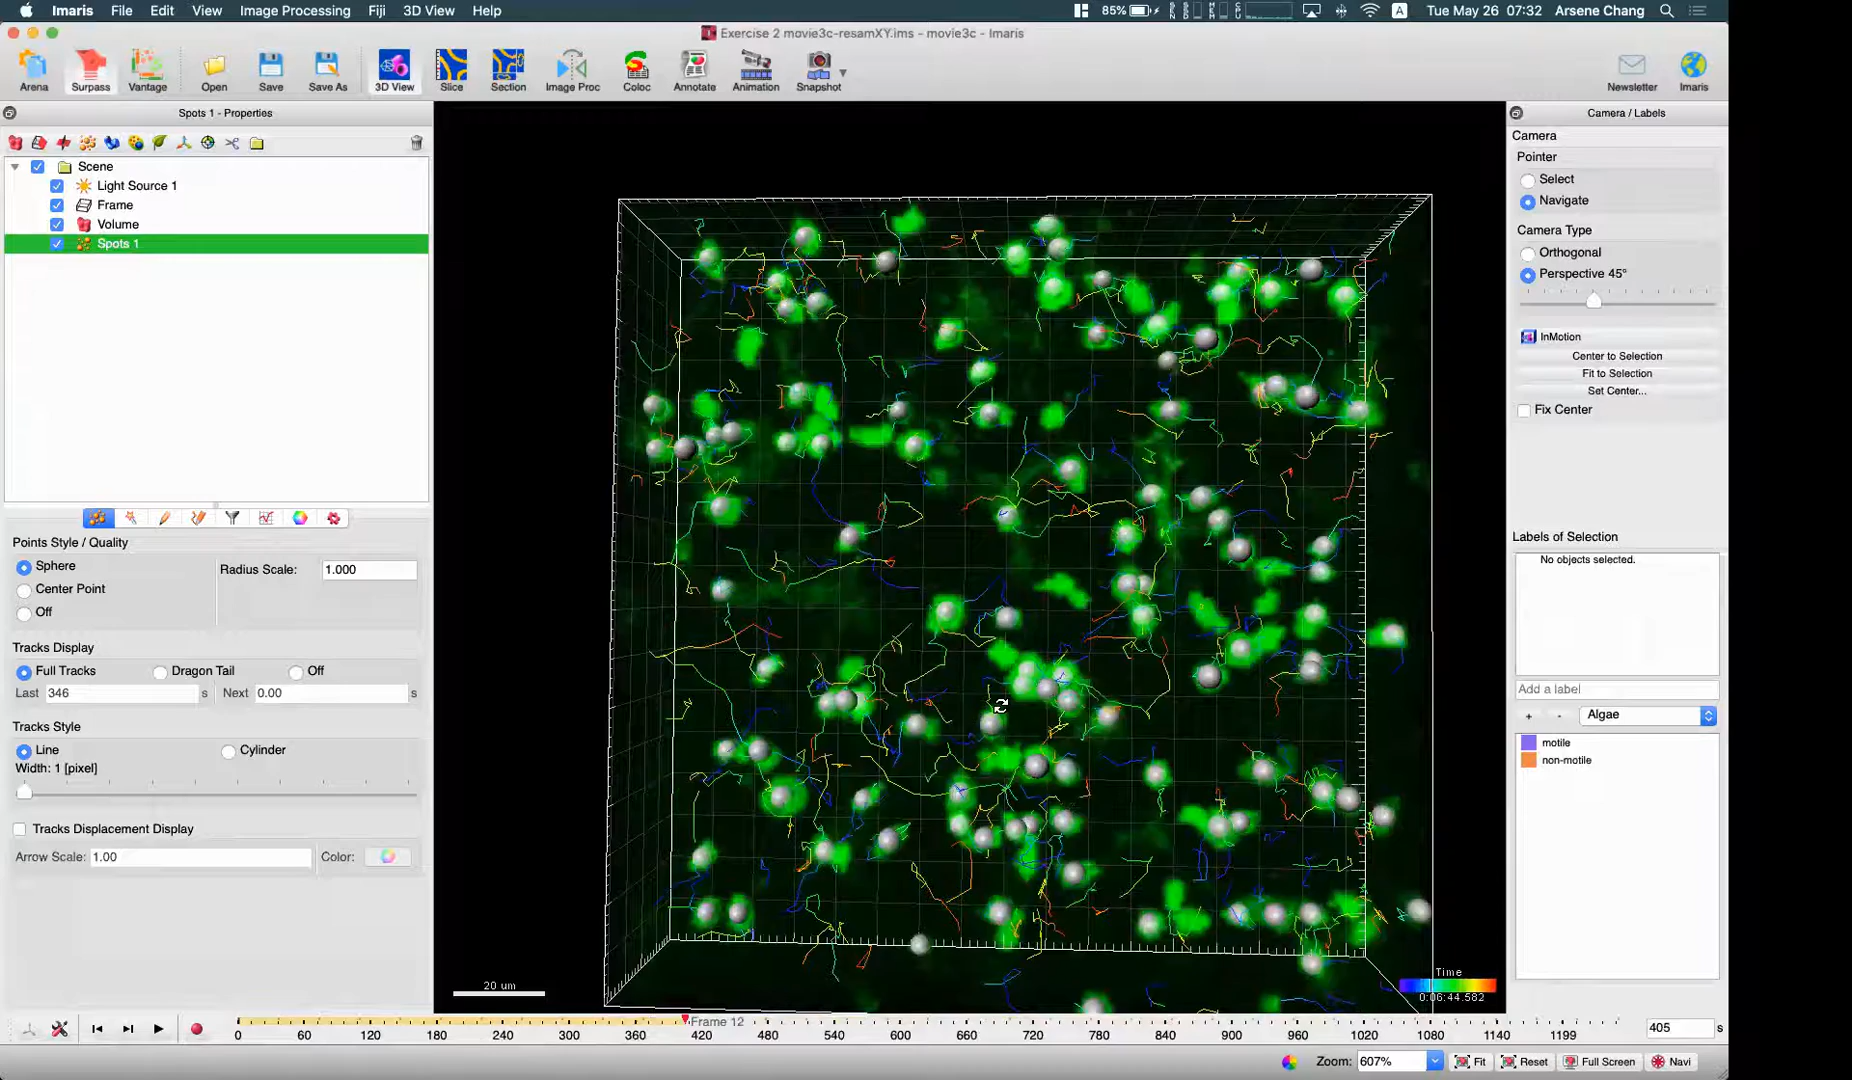 Imaris File Edit View Image Processing Fiji 3D View Help 85% A Tue May 26 07:32 Arsene Chang
Exercise 2 movie3c-resamXY.ims - movie3c - Imaris
Arena Surpass Vantage Open Save Save As 3D View Slice Section Image Proc Coloc Annotate Animation Snapshot Newsletter Imaris
Spots 1 - Properties
Camera / Labels
Scene
Light Source 1
Frame
Volume
Spots 1
Camera
Pointer
Select
Navigate
Camera Type
Orthogonal
Perspective 45°
InMotion
Center to Selection
Fit to Selection
Set Center...
Fix Center
Labels of Selection
No objects selected.
Add a label
+ - Algae
motile
non-motile
Points Style / Quality
Sphere
Radius Scale: 1.000
Center Point
Off
Tracks Display
Full Tracks Dragon Tail Off
Last 346 s Next 0.00 s
Tracks Style
Line Cylinder
Width: 1 [pixel]
Tracks Displacement Display
Arrow Scale: 1.00 Color:
20 um
Time
0:06:44.582
Frame 12
0 60 120 180 240 300 360 420 480 540 600 660 720 780 840 900 960 1020 1080 1140 1199
405 s
Zoom: 607% Fit Reset Full Screen Navi